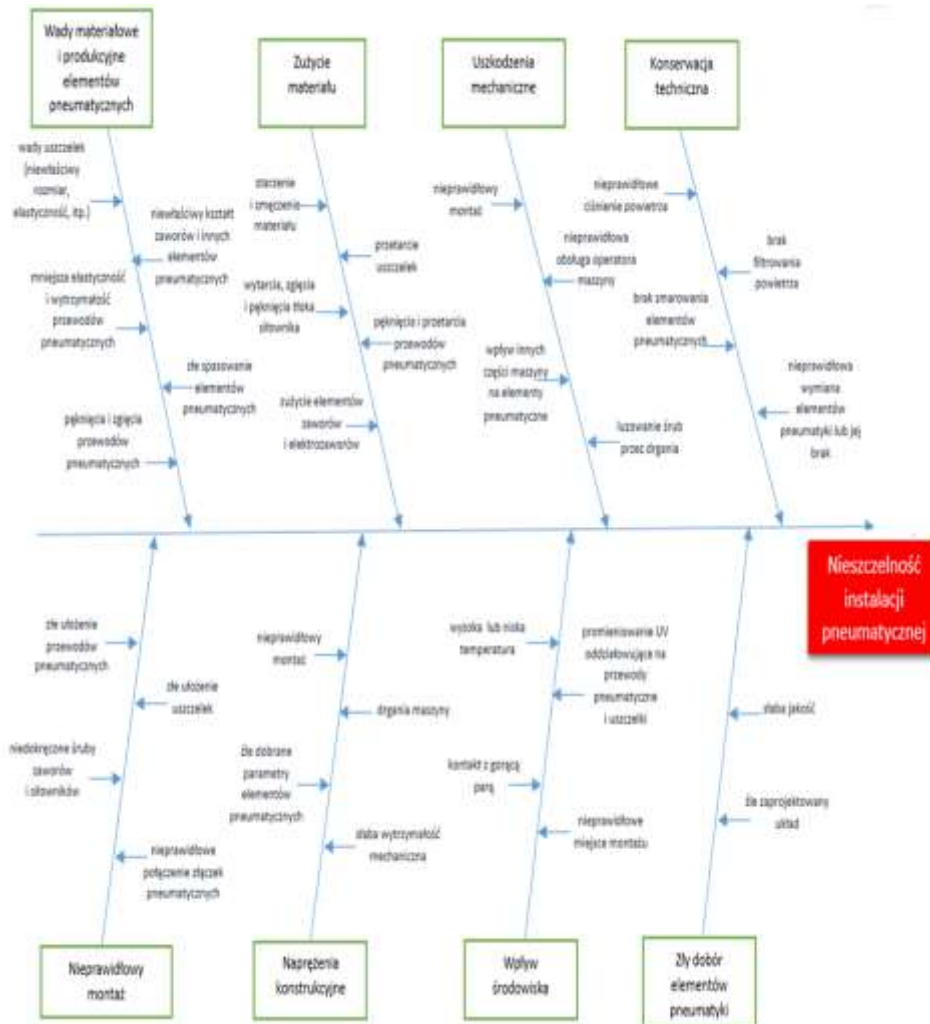 Wady materiałowe
i produkcyjne
elementów
pneumatycznych
Zużycie
materiału
Uszkodzenia
mechaniczne
Konserwacja
techniczna
wady uszczelek
(niewłaściwy
rozmiar,
elastyczność, itp.)
niewłaściwy kształt
zaworów i innych
elementów
pneumatycznych
mniejsza elastyczność
i wytrzymałość
przewodów
pneumatycznych
złe spasowanie
elementów
pneumatycznych
pęknięcia i zgięcia
przewodów
pneumatycznych
starzenie
i zmęczenie
materiału
przetarcie
uszczelek
wytarcia, zgięcia
i pęknięcia tłoka
siłownika
pęknięcia i przetarcia
przewodów
pneumatycznych
zużycie elementów
zaworów
i elektrozaworów
nieprawidłowy
montaż
nieprawidłowa
obsługa operatora
maszyny
wpływ innych
części maszyny
na elementy
pneumatyczne
luzowanie śrub
przez drgania
nieprawidłowe
ciśnienie powietrza
brak
filtrowania
powietrza
brak smarowania
elementów
pneumatycznych
nieprawidłowa
wymiana
elementów
pneumatyki lub jej
brak
Nieszczelność
instalacji
pneumatycznej
złe ułożenie
przewodów
pneumatycznych
złe ułożenie
uszczelek
niedokręcone śruby
zaworów
i siłowników
nieprawidłowe
połączenie złączek
pneumatycznych
nieprawidłowy
montaż
drgania maszyny
źle dobrane
parametry
elementów
pneumatycznych
słaba wytrzymałość
mechaniczna
wysoka lub niska
temperatura
promieniowanie UV
oddziałowujące na
przewody
pneumatyczne
i uszczelki
kontakt z gorącą
parą
nieprawidłowe
miejsce montażu
słaba jakość
źle zaprojektowany
układ
Nieprawidłowy
montaż
Naprężenia
konstrukcyjne
Wpływ
środowiska
Zły dobór
elementów
pneumatyki